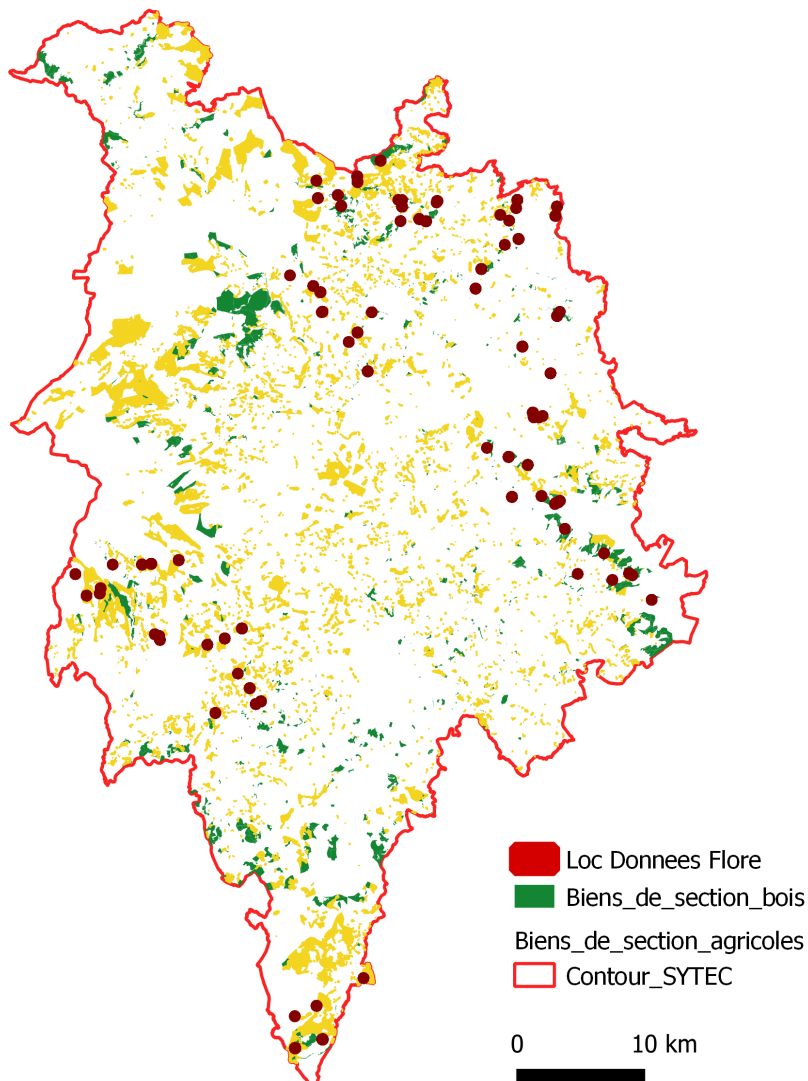 Loc Donnees Flore
Biens_de_section_bois
Biens_de_section_agricoles
Contour_SYTEC
0 10 km